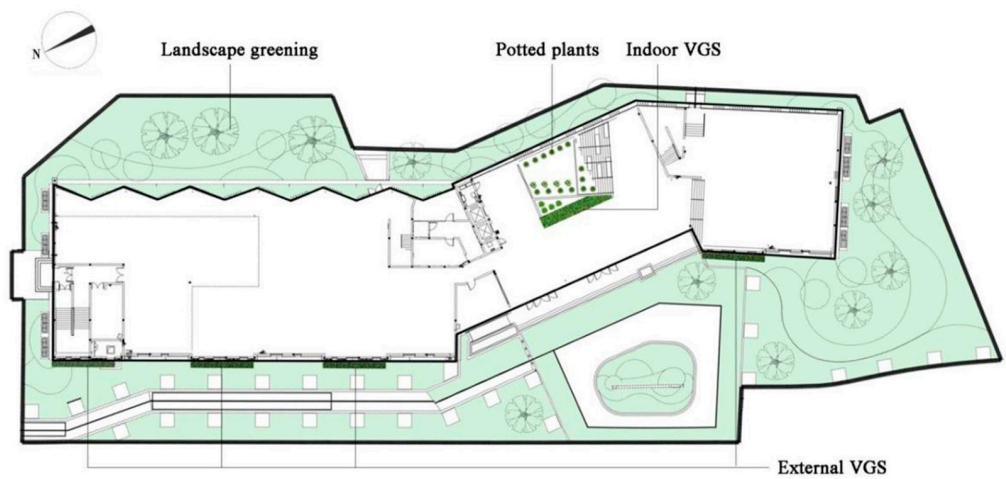 N
Landscape greening
Potted plants
Indoor VGS
External VGS